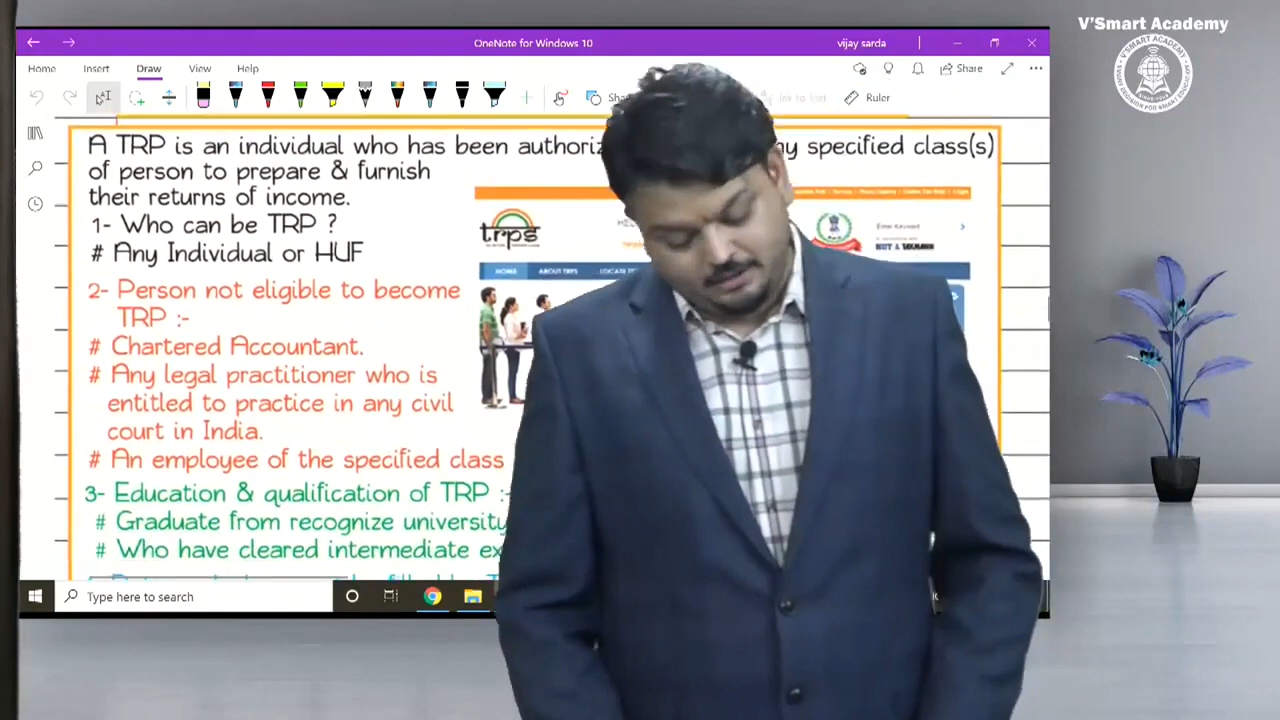 V'Smart Academy
OneNote for Windows 10
vijay sarda
Home Insert Draw View Help
Share
Ruler
A TRP is an individual who has been authoriz ny specified class(s)
of person to prepare & furnish
their returns of income.
1- Who can be TRP ?
# Any Individual or HUF
2- Person not eligible to become
TRP :-
# Chartered Accountant.
# Any legal practitioner who is
entitled to practice in any civil
court in India.
# An employee of the specified class
3- Education & qualification of TRP :-
# Graduate from recognize university
# Who have cleared intermediate ex
trps
HOME ABOUT TRPS
Type here to search